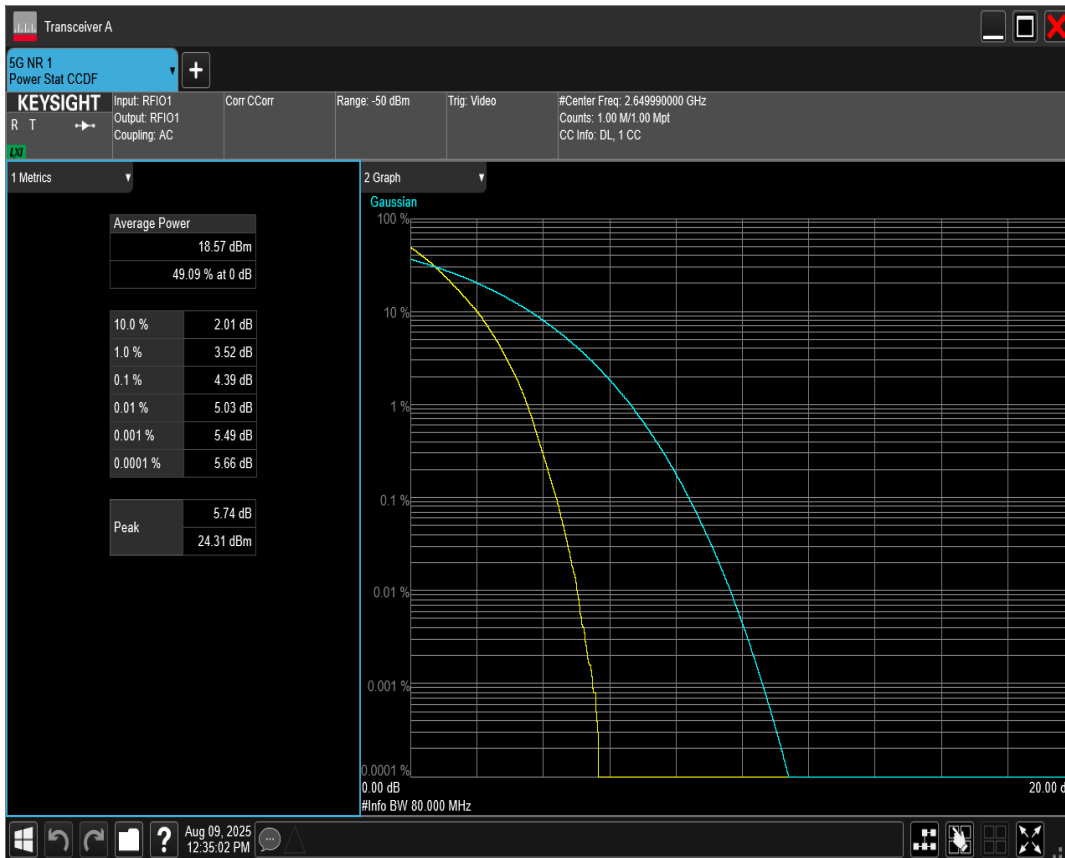 Transceiver A
5G NR 1
Power Stat CCDF
KEYSIGHT
R T
LXI
Input: RFIO1
Output: RFIO1
Coupling: AC
Corr CCorr
Range: -50 dBm
Trig: Video
#Center Freq: 2.649990000 GHz
Counts: 1.00 M/1.00 Mpt
CC Info: DL, 1 CC
1 Metrics
Average Power
18.57 dBm
49.09 % at 0 dB
10.0 % 2.01 dB
1.0 % 3.52 dB
0.1 % 4.39 dB
0.01 % 5.03 dB
0.001 % 5.49 dB
0.0001 % 5.66 dB
Peak
5.74 dB
24.31 dBm
2 Graph
Gaussian
100 %
10 %
1 %
0.1 %
0.01 %
0.001 %
0.0001 %
0.00 dB 20.00 d
#Info BW 80.000 MHz
Aug 09, 2025
12:35:02 PM